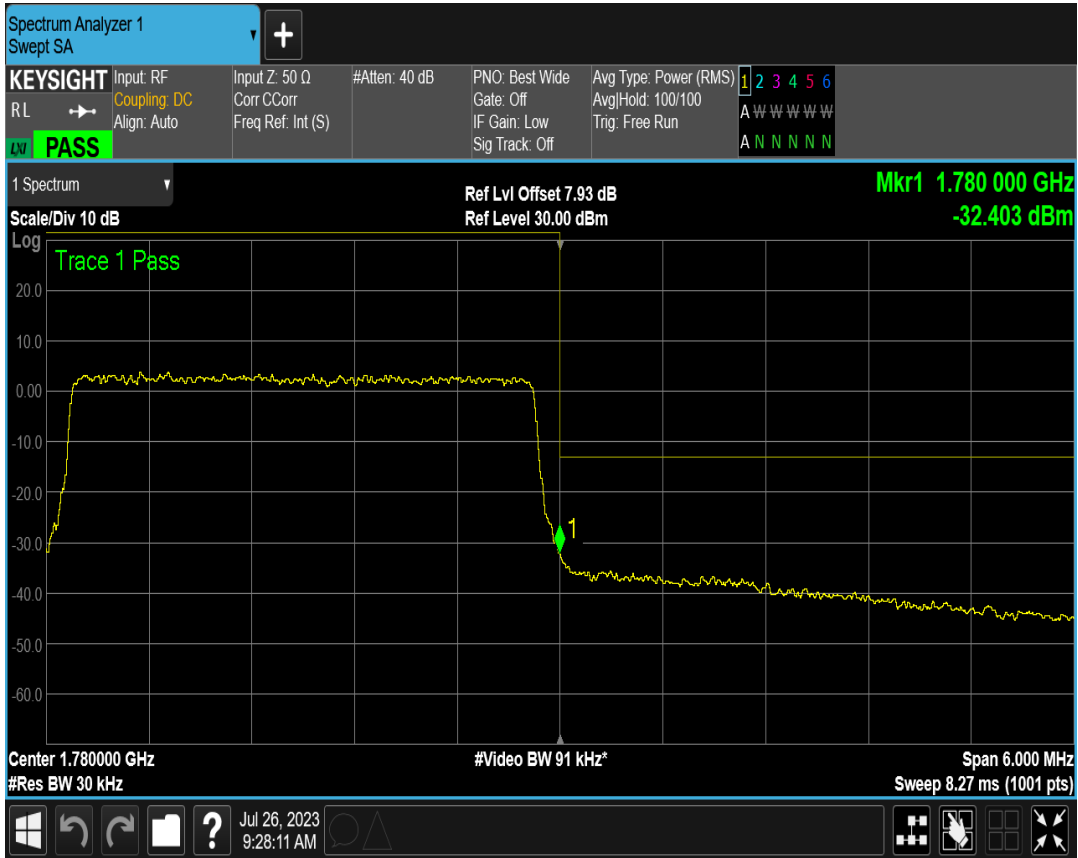 Spectrum Analyzer 1
Swept SA
+
KEYSIGHT
RL
LXI PASS
Input: RF
Coupling: DC
Align: Auto
Input Z: 50 Ω
Corr CCorr
Freq Ref: Int (S)
#Atten: 40 dB
PNO: Best Wide
Gate: Off
IF Gain: Low
Sig Track: Off
Avg Type: Power (RMS)
Avg|Hold: 100/100
Trig: Free Run
1 2 3 4 5 6
A W W W W W
A N N N N N
1 Spectrum
Scale/Div 10 dB
Ref Lvl Offset 7.93 dB
Ref Level 30.00 dBm
Mkr1 1.780 000 GHz
-32.403 dBm
Log
Trace 1 Pass
20.0
10.0
0.00
-10.0
-20.0
1
-30.0
-40.0
-50.0
-60.0
Center 1.780000 GHz
#Video BW 91 kHz*
Span 6.000 MHz
#Res BW 30 kHz
Sweep 8.27 ms (1001 pts)
?
Jul 26, 2023
9:28:11 AM